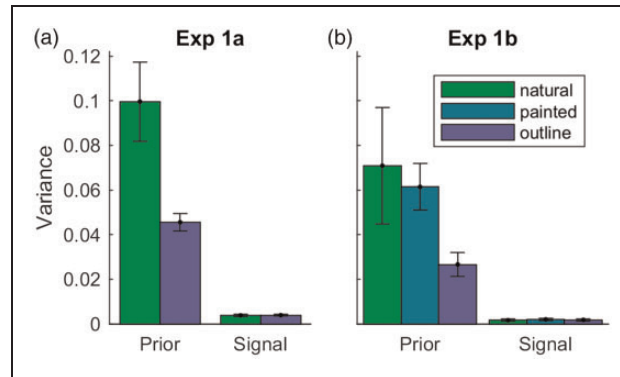 (a) Exp 1a
(b) Exp 1b
0.12
0.1
0.08
0.06
0.04
0.02
0
Variance
natural
painted
outline
Prior Signal
Prior Signal